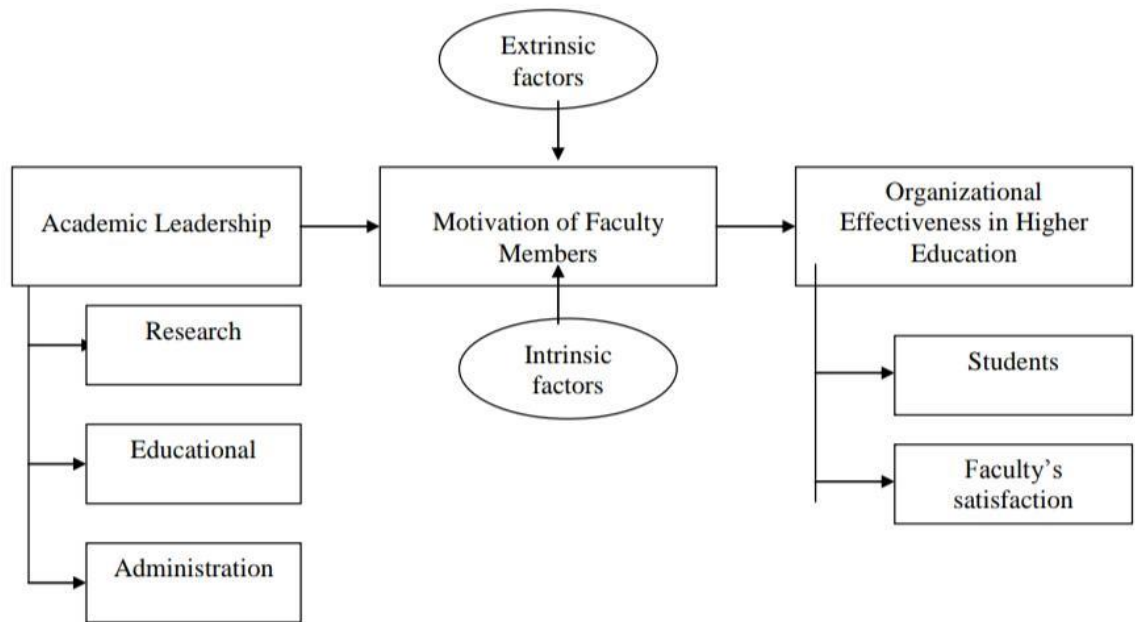 Extrinsic
factors
Academic Leadership
Motivation of Faculty
Members
Organizational
Effectiveness in Higher
Education
Research
Educational
Administration
Intrinsic
factors
Students
Faculty’s
satisfaction